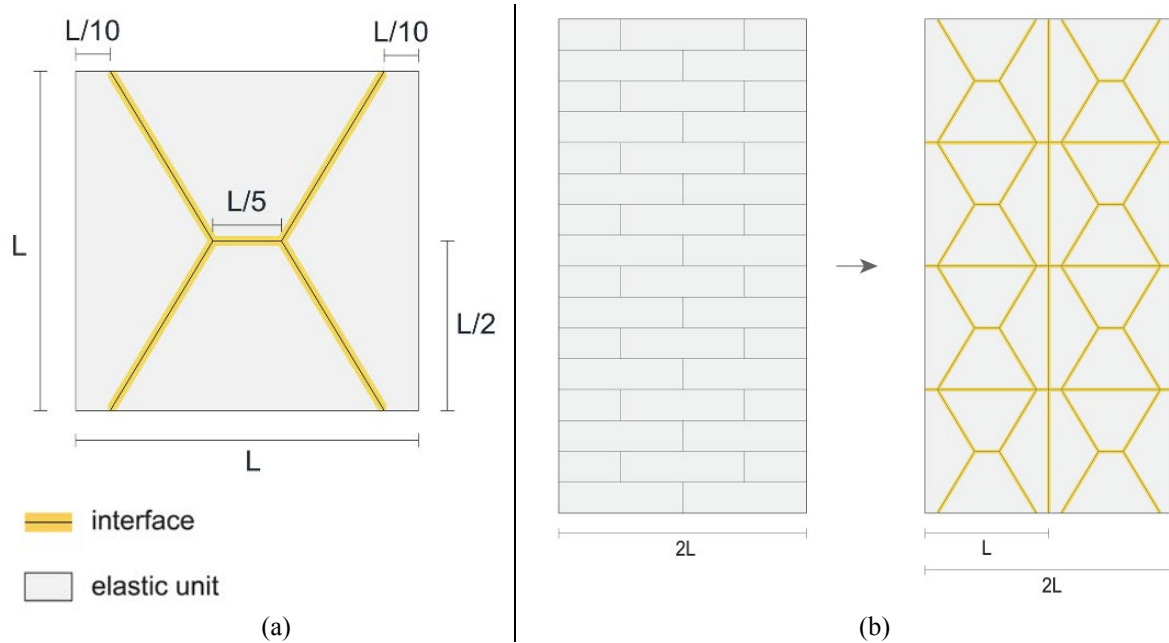 L/10
L/10
L/5
L
L/2
L
interface
elastic unit
(a)
2L
L
2L
(b)